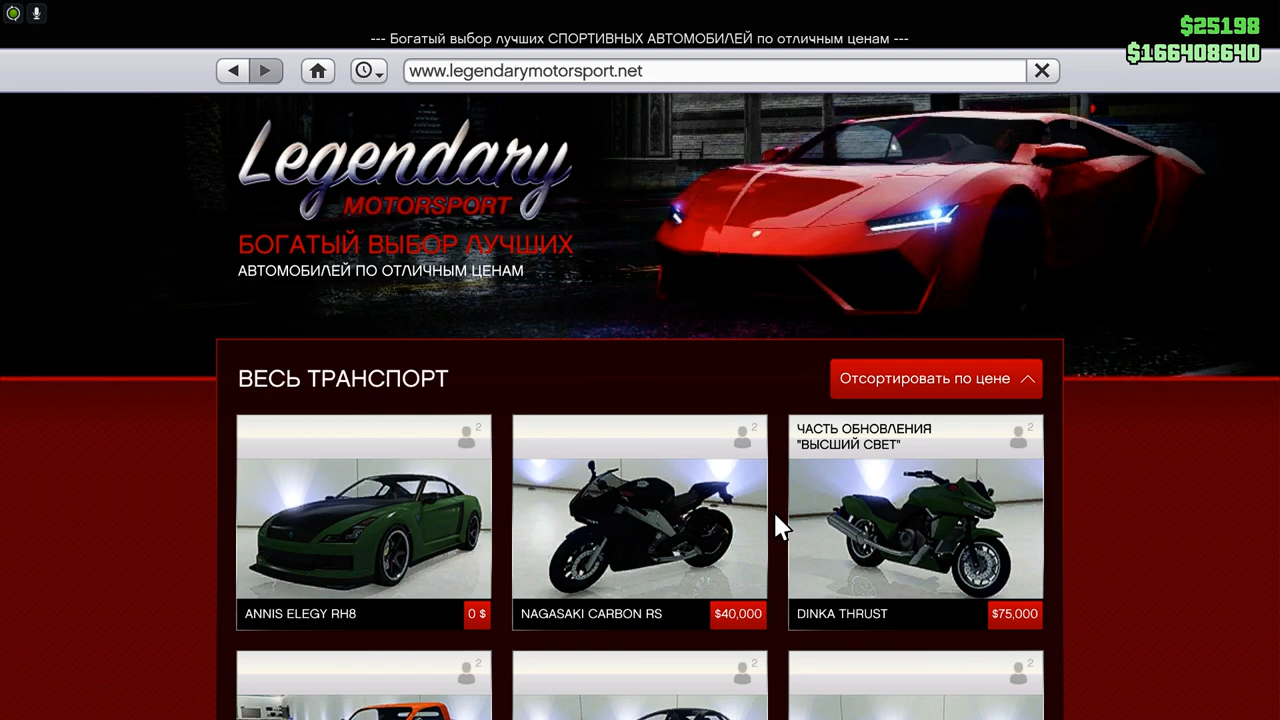 --- Богатый выбор лучших СПОРТИВНЫХ АВТОМОБИЛЕЙ по отличным ценам ---
$25198
$166408640
www.legendarymotorsport.net
Legendary
MOTORSPORT
БОГАТЫЙ ВЫБОР ЛУЧШИХ
АВТОМОБИЛЕЙ ПО ОТЛИЧНЫМ ЦЕНАМ
ВЕСЬ ТРАНСПОРТ
Отсортировать по цене
2
2
ЧАСТЬ ОБНОВЛЕНИЯ
"ВЫСШИЙ СВЕТ"
2
ANNIS ELEGY RH8
0 $
NAGASAKI CARBON RS
$40,000
DINKA THRUST
$75,000
2
2
2